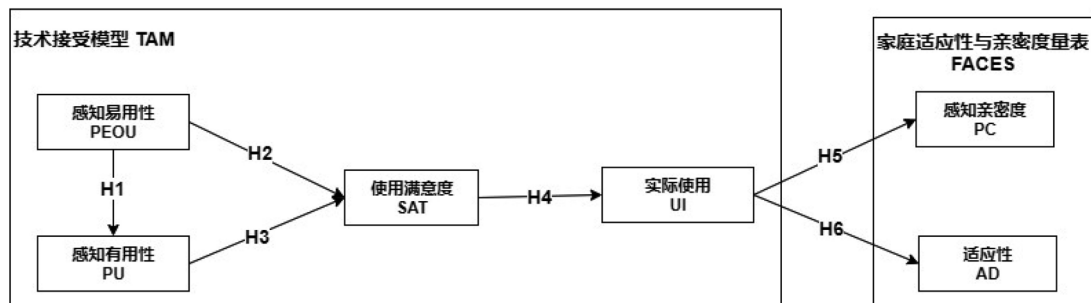 技术接受模型 TAM
家庭适应性与亲密度量表
FACES
感知易用性
PEOU
感知亲密度
PC
H2
H5
H1
使用满意度
SAT
H4
实际使用
UI
H3
H6
感知有用性
PU
适应性
AD